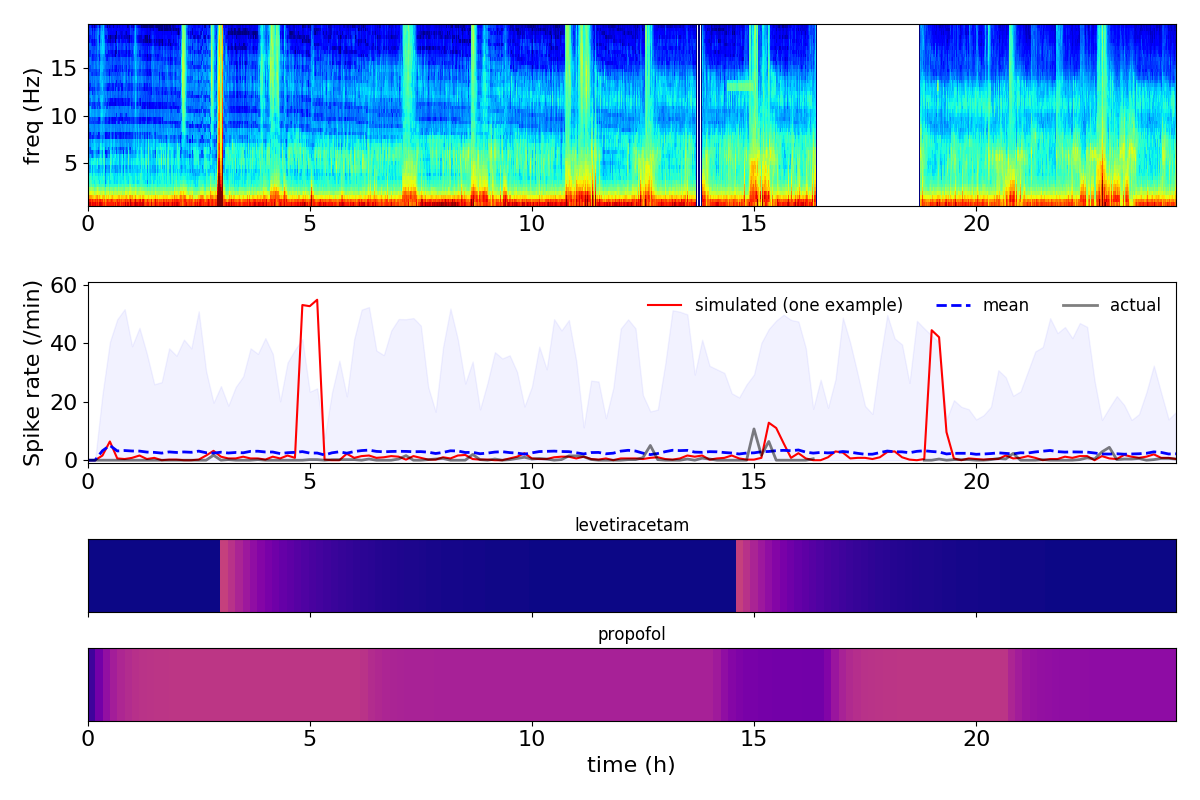 freq (Hz)
15
10
5
0 5 10 15 20
Spike rate (/min)
60
40
20
0
simulated (one example) mean actual
0 5 10 15 20
levetiracetam
propofol
0 5 10 15 20
time (h)